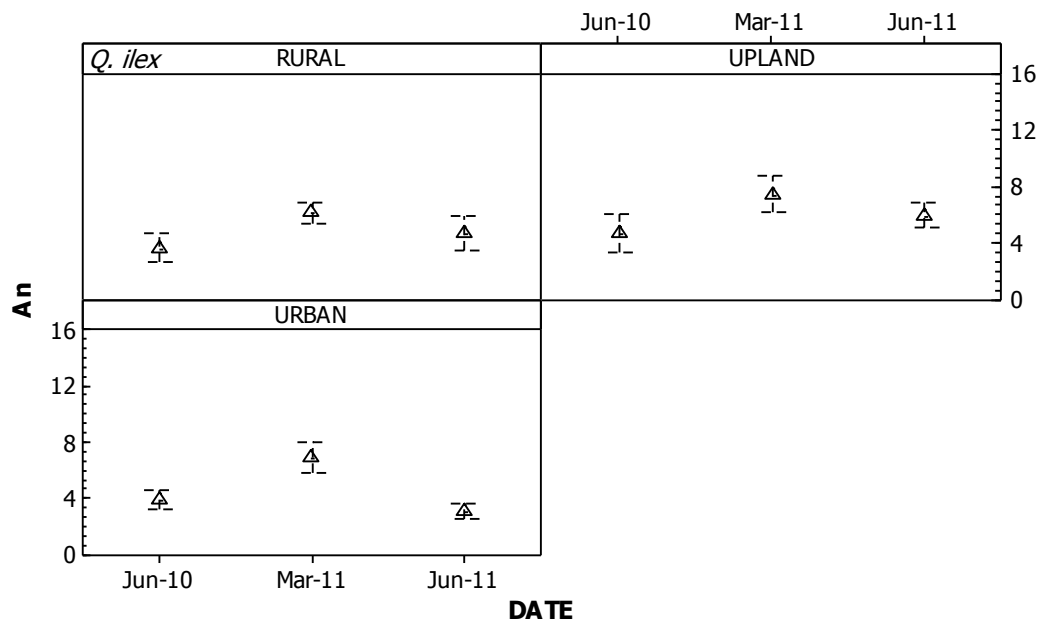 Jun-10 Mar-11 Jun-11
Q. ilex RURAL UPLAND
16
12
8
4
0
An
URBAN
16
12
8
4
0
Jun-10 Mar-11 Jun-11
DATE